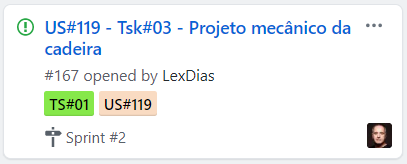 US#119 - Tsk#03 - Projeto mecânico da
cadeira
#167 opened by LexDias
TS#01 US#119
Sprint #2